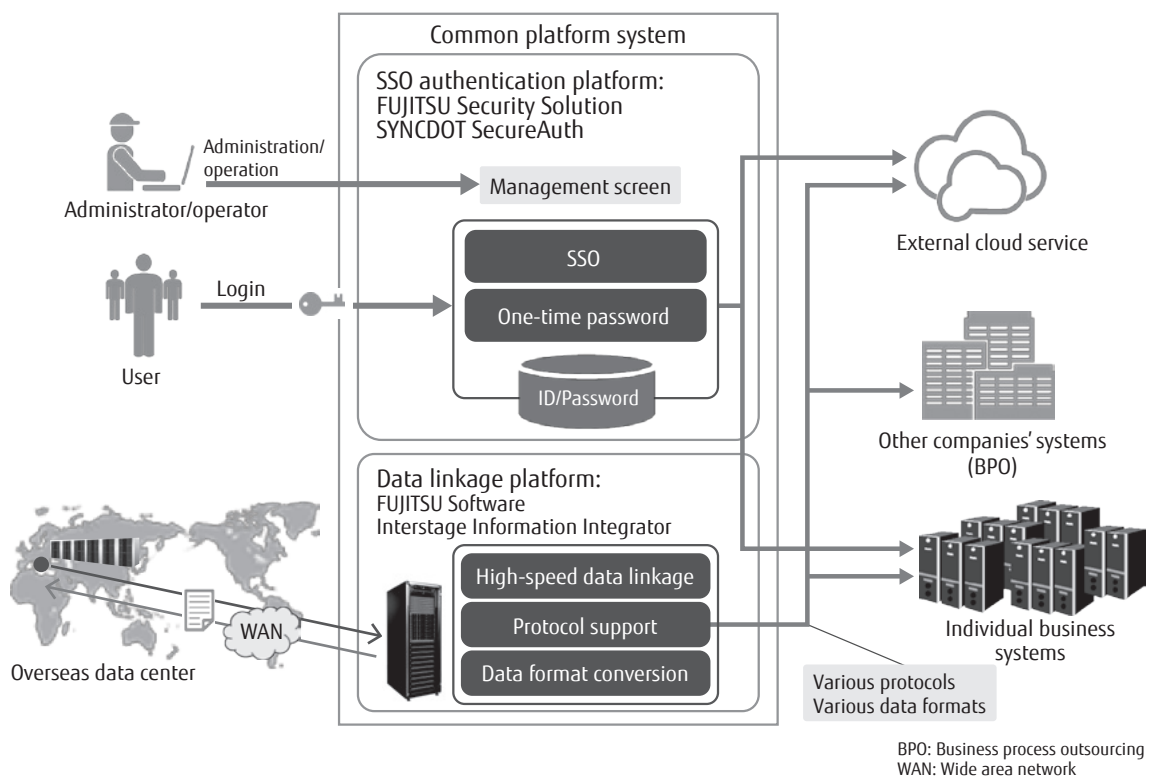 Common platform system
SSO authentication platform:
FUJITSU Security Solution
SYNCDOT SecureAuth
Administration/
operation
Management screen
Administrator/operator
SSO
External cloud service
Login
One-time password
User
ID/Password
Other companies' systems
(BPO)
Data linkage platform:
FUJITSU Software
Interstage Information Integrator
High-speed data linkage
WAN
Protocol support
Individual business
systems
Overseas data center
Data format conversion
Various protocols
Various data formats
BPO: Business process outsourcing
WAN: Wide area network